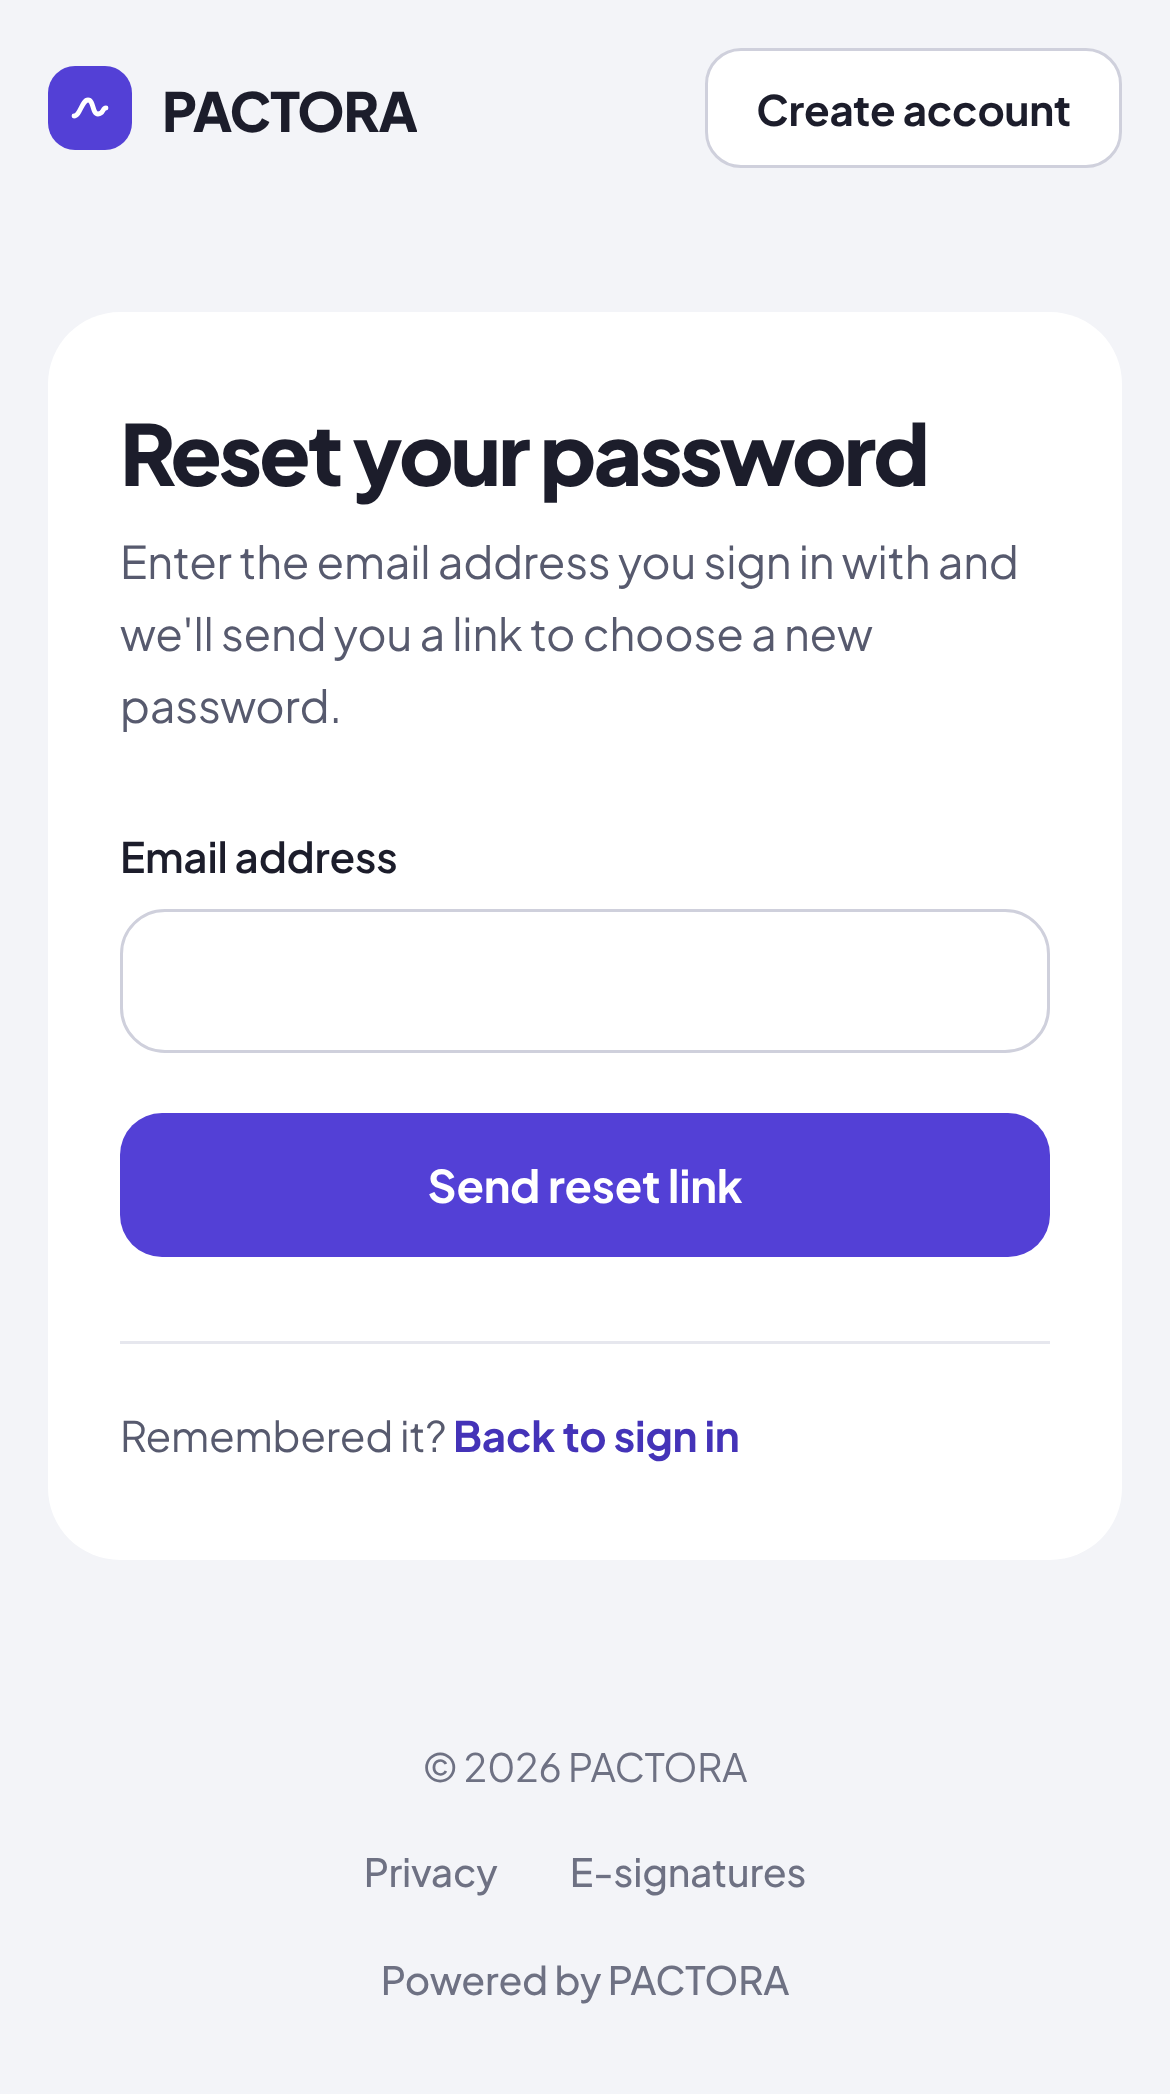 PACTORA
Create account
Reset your password
Enter the email address you sign in with and
we'll send you a link to choose a new
password.
Email address
Send reset link
Remembered it? Back to sign in
© 2026 PACTORA
Privacy E-signatures
Powered by PACTORA